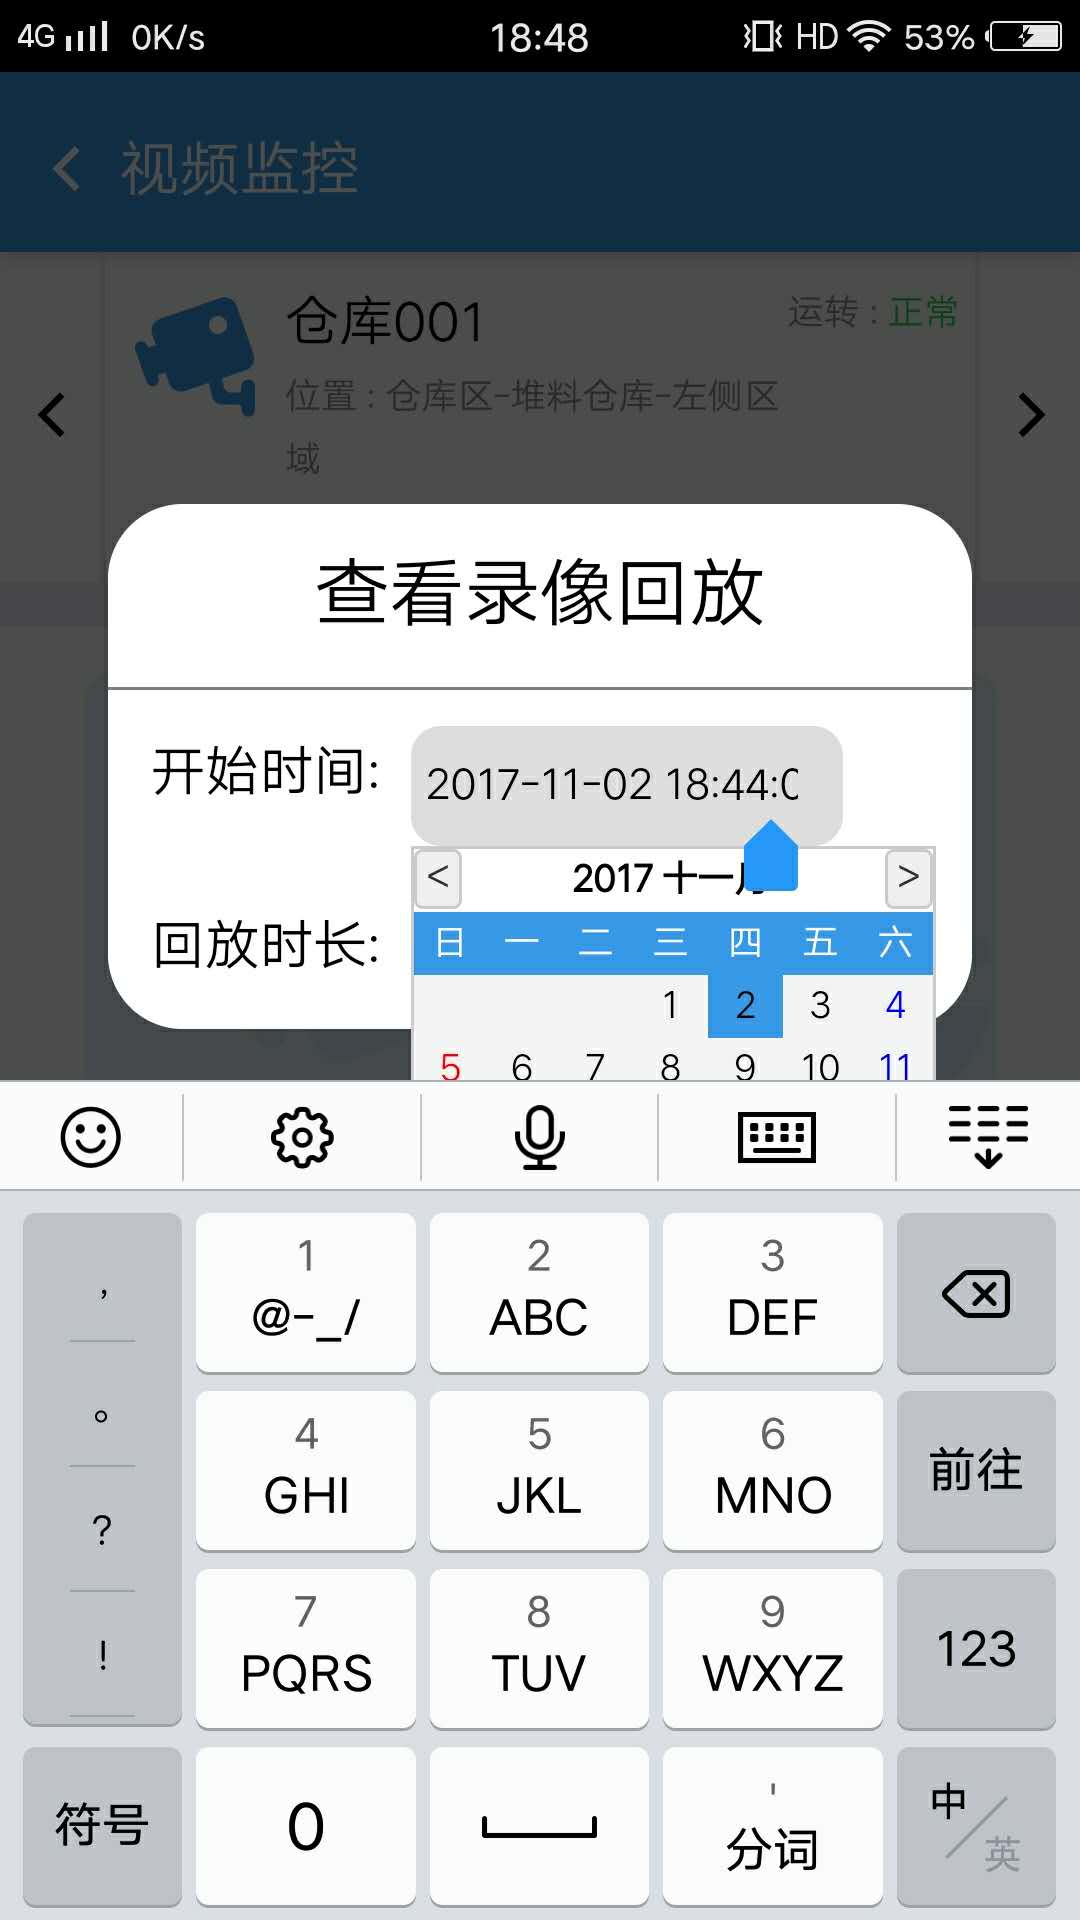 4G 0K/s 18:48 HD 53%
视频监控
仓库001 运转：正常
位置：仓库区-堆料仓库-左侧区
域
查看录像回放
开始时间: 2017-11-02 18:44:
< 2017 十一月 >
回放时长: 日 一 二 三 四 五 六
1 2 3 4
5 6 7 8 9 10 11
, 1 2 3
@-_/ ABC DEF
。 4 5 6
GHI JKL MNO 前往
? 7 8 9
! PQRS TUV WXYZ 123
符号 0 ' 分词 中/英